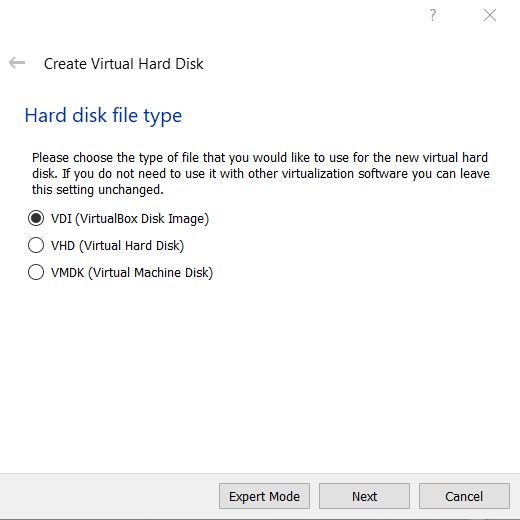 ?
Create Virtual Hard Disk
Hard disk file type
Please choose the type of file that you would like to use for the new virtual hard
disk. If you do not need to use it with other virtualization software you can leave
this setting unchanged.
VDI (VirtualBox Disk Image)
VHD (Virtual Hard Disk)
VMDK (Virtual Machine Disk)
Expert Mode Next Cancel